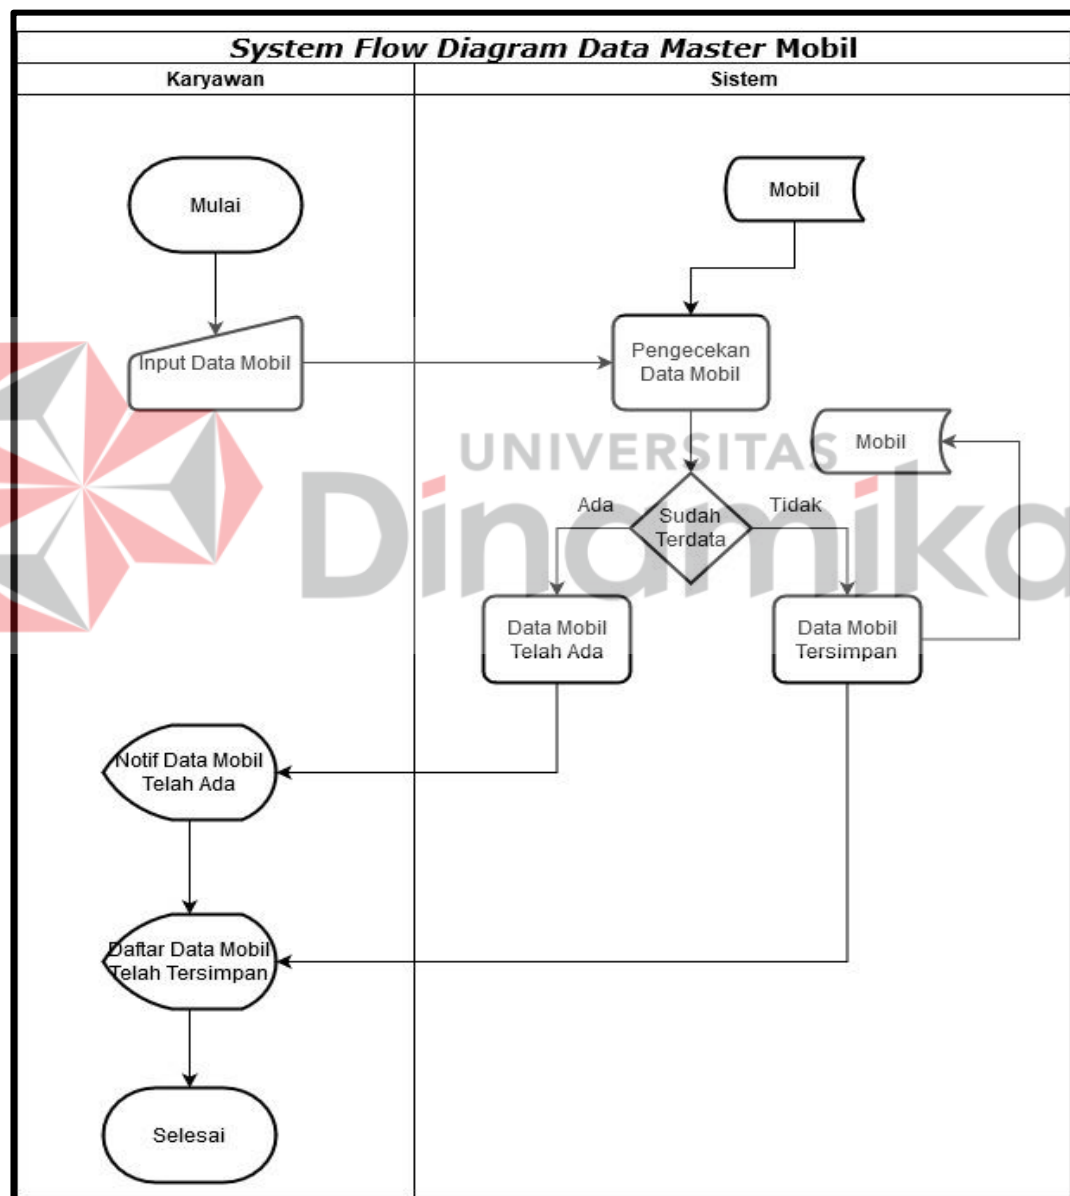 System Flow Diagram Data Master Mobil
Karyawan
Sistem
Mulai
Mobil
Input Data Mobil
Pengecekan
Data Mobil
Mobil
UNIVERSITAS
Dinamika
Ada
Sudah
Terdata
Tidak
Data Mobil
Telah Ada
Data Mobil
Tersimpan
Notif Data Mobil
Telah Ada
Daftar Data Mobil
Telah Tersimpan
Selesai